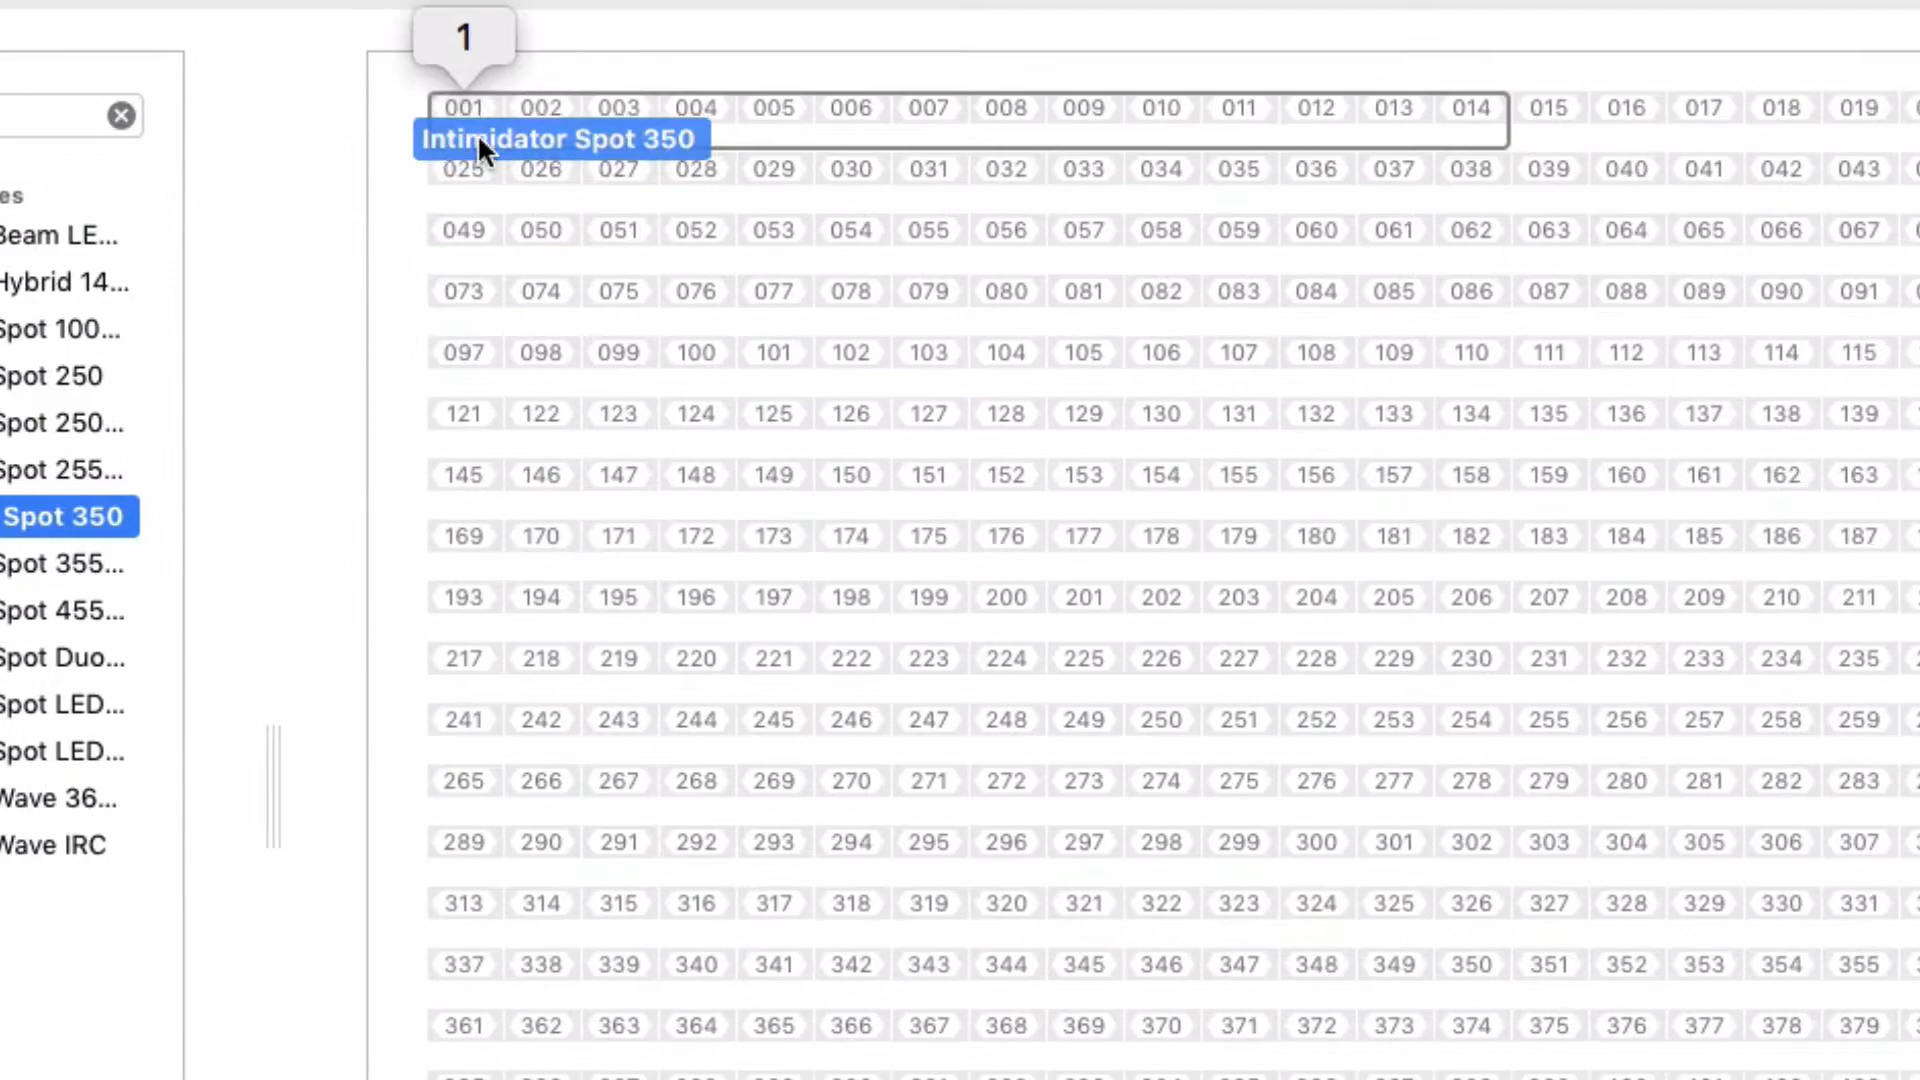 1
001 002 003 004 005 006 007 008 009 010 011 012 013 014 015 016 017 018 019
Intimidator Spot 350
025 026 027 028 029 030 031 032 033 034 035 036 037 038 039 040 041 042 043
049 050 051 052 053 054 055 056 057 058 059 060 061 062 063 064 065 066 067
073 074 075 076 077 078 079 080 081 082 083 084 085 086 087 088 089 090 091
097 098 099 100 101 102 103 104 105 106 107 108 109 110 111 112 113 114 115
121 122 123 124 125 126 127 128 129 130 131 132 133 134 135 136 137 138 139
145 146 147 148 149 150 151 152 153 154 155 156 157 158 159 160 161 162 163
169 170 171 172 173 174 175 176 177 178 179 180 181 182 183 184 185 186 187
193 194 195 196 197 198 199 200 201 202 203 204 205 206 207 208 209 210 211
217 218 219 220 221 222 223 224 225 226 227 228 229 230 231 232 233 234 235
241 242 243 244 245 246 247 248 249 250 251 252 253 254 255 256 257 258 259
265 266 267 268 269 270 271 272 273 274 275 276 277 278 279 280 281 282 283
289 290 291 292 293 294 295 296 297 298 299 300 301 302 303 304 305 306 307
313 314 315 316 317 318 319 320 321 322 323 324 325 326 327 328 329 330 331
337 338 339 340 341 342 343 344 345 346 347 348 349 350 351 352 353 354 355
361 362 363 364 365 366 367 368 369 370 371 372 373 374 375 376 377 378 379
es
Beam LE...
Hybrid 14...
Spot 100...
Spot 250
Spot 250...
Spot 255...
Spot 350
Spot 355...
Spot 455...
Spot Duo...
Spot LED...
Spot LED...
Wave 36...
Wave IRC